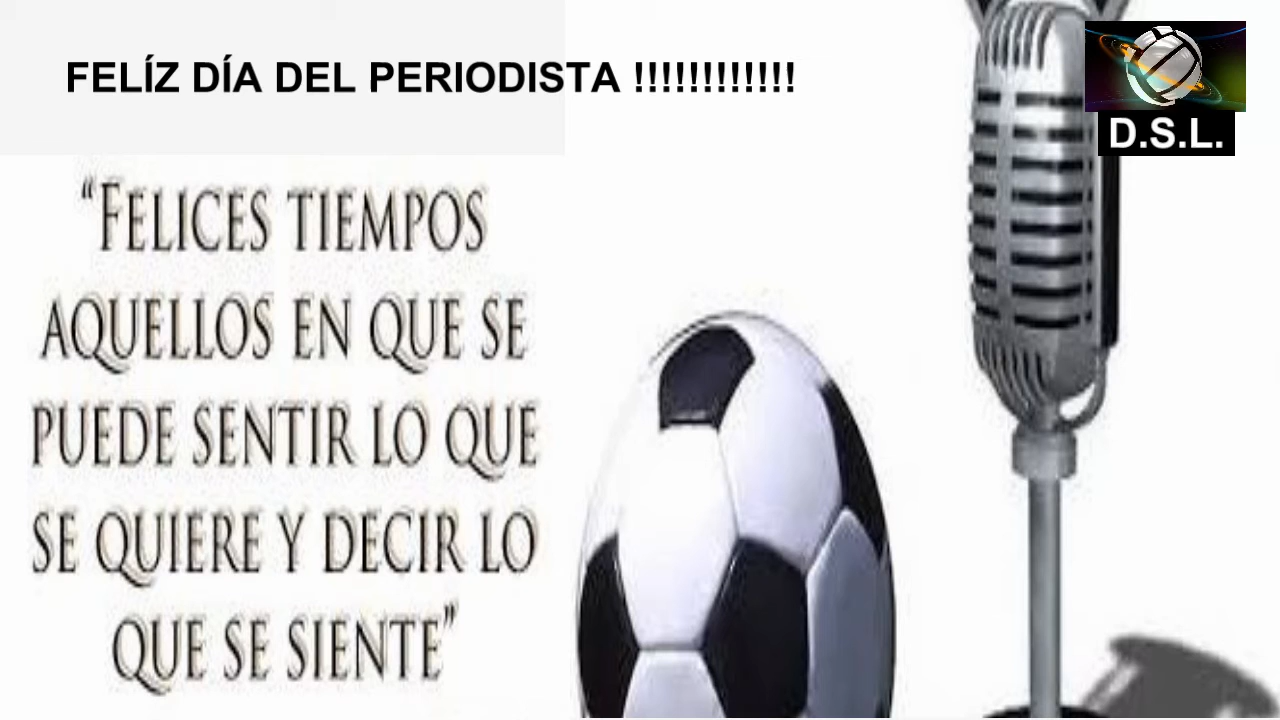 FELÍZ DÍA DEL PERIODISTA !!!!!!!!!!!!
D.S.L.
“FELICES TIEMPOS
AQUELLOS EN QUE SE
PUEDE SENTIR LO QUE
SE QUIERE Y DECIR LO
QUE SE SIENTE”